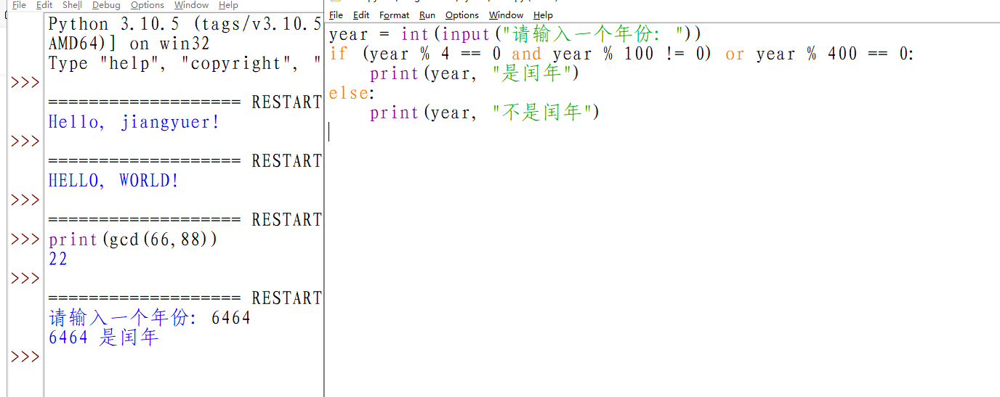 File Edit Shell Debug Options Window Help
Python 3.10.5 (tags/v3.10.5
AMD64)] on win32
Type "help", "copyright", "
>>>
=================== RESTART
Hello, jiangyuer!
>>>
=================== RESTART
HELLO, WORLD!
>>>
=================== RESTART
>>> print(gcd(66,88))
22
>>>
=================== RESTART
请输入一个年份: 6464
6464 是闰年
>>>
File Edit Format Run Options Window Help
year = int(input("请输入一个年份: "))
if (year % 4 == 0 and year % 100 != 0) or year % 400 == 0:
    print(year, "是闰年")
else:
    print(year, "不是闰年")